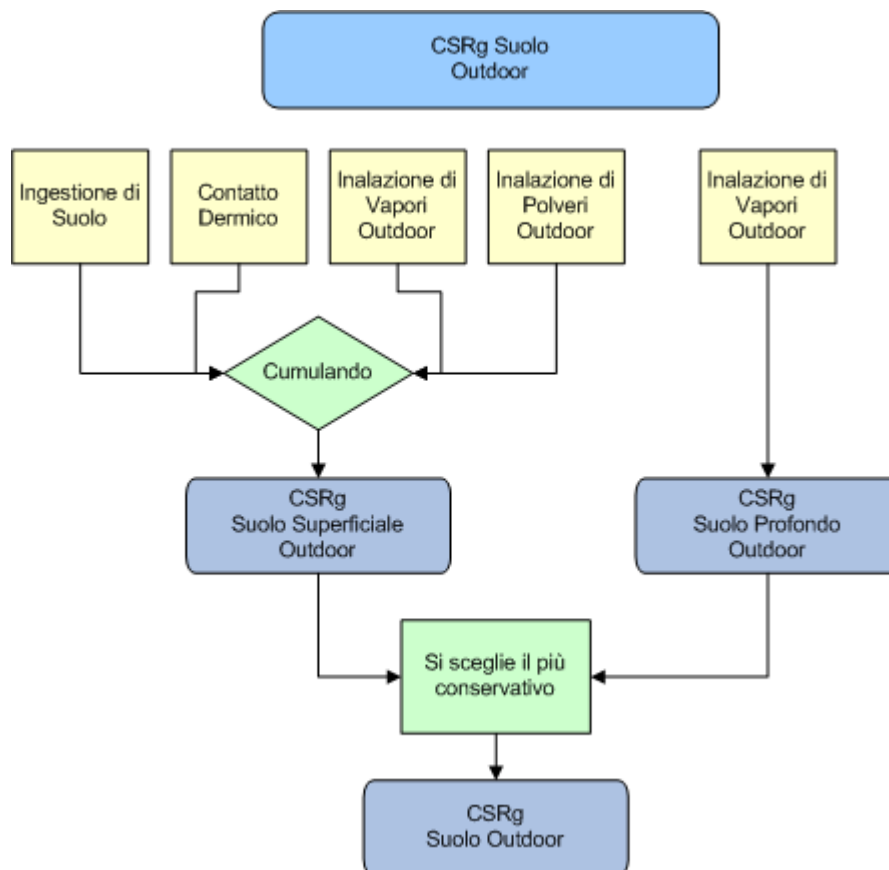 CSRg Suolo
Outdoor
Ingestione di
Suolo
Contatto
Dermico
Inalazione di
Vapori
Outdoor
Inalazione di
Polveri
Outdoor
Inalazione di
Vapori
Outdoor
Cumulando
CSRg
Suolo Superficiale
Outdoor
CSRg
Suolo Profondo
Outdoor
Si sceglie il più
conservativo
CSRg
Suolo Outdoor